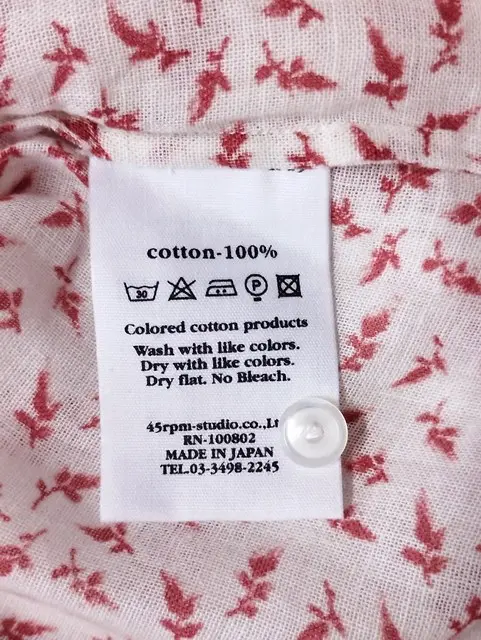 cotton-100%
30
P
Colored cotton products
Wash with like colors.
Dry with like colors.
Dry flat. No Bleach.
45rpm-studio.co.,Lt
RN-100802
MADE IN JAPAN
TEL.03-3498-2245